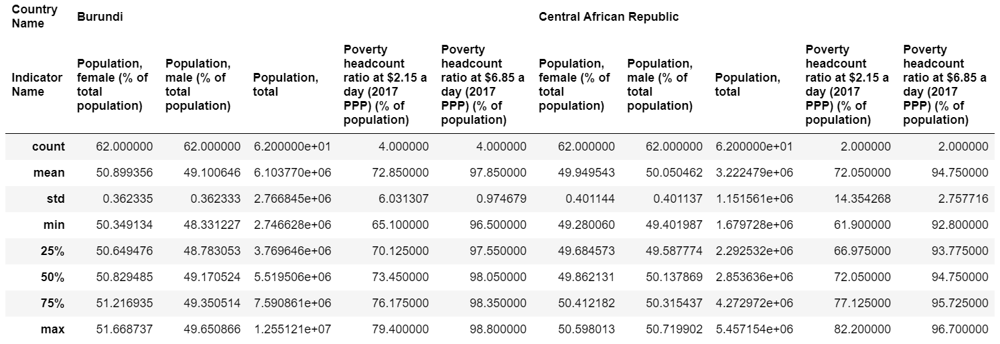 Country Name Burundi Central African Republic
Indicator Name Population, female (% of total population) Population, male (% of total population) Population, total Poverty headcount ratio at $2.15 a day (2017 PPP) (% of population) Poverty headcount ratio at $6.85 a day (2017 PPP) (% of population) Population, female (% of total population) Population, male (% of total population) Population, total Poverty headcount ratio at $2.15 a day (2017 PPP) (% of population) Poverty headcount ratio at $6.85 a day (2017 PPP) (% of population)
count 62.000000 62.000000 6.200000e+01 4.000000 4.000000 62.000000 62.000000 6.200000e+01 2.000000 2.000000
mean 50.899356 49.100646 6.103770e+06 72.850000 97.850000 49.949543 50.050462 3.222479e+06 72.050000 94.750000
std 0.362335 0.362333 2.766845e+06 6.031307 0.974679 0.401144 0.401137 1.151561e+06 14.354268 2.757716
min 50.349134 48.331227 2.746628e+06 65.100000 96.500000 49.280060 49.401987 1.679728e+06 61.900000 92.800000
25% 50.649476 48.783053 3.769646e+06 70.125000 97.550000 49.684573 49.587774 2.292532e+06 66.975000 93.775000
50% 50.829485 49.170524 5.519506e+06 73.450000 98.050000 49.862131 50.137869 2.853636e+06 72.050000 94.750000
75% 51.216935 49.350514 7.590861e+06 76.175000 98.350000 50.412182 50.315437 4.272972e+06 77.125000 95.725000
max 51.668737 49.650866 1.255121e+07 79.400000 98.800000 50.598013 50.719902 5.457154e+06 82.200000 96.700000